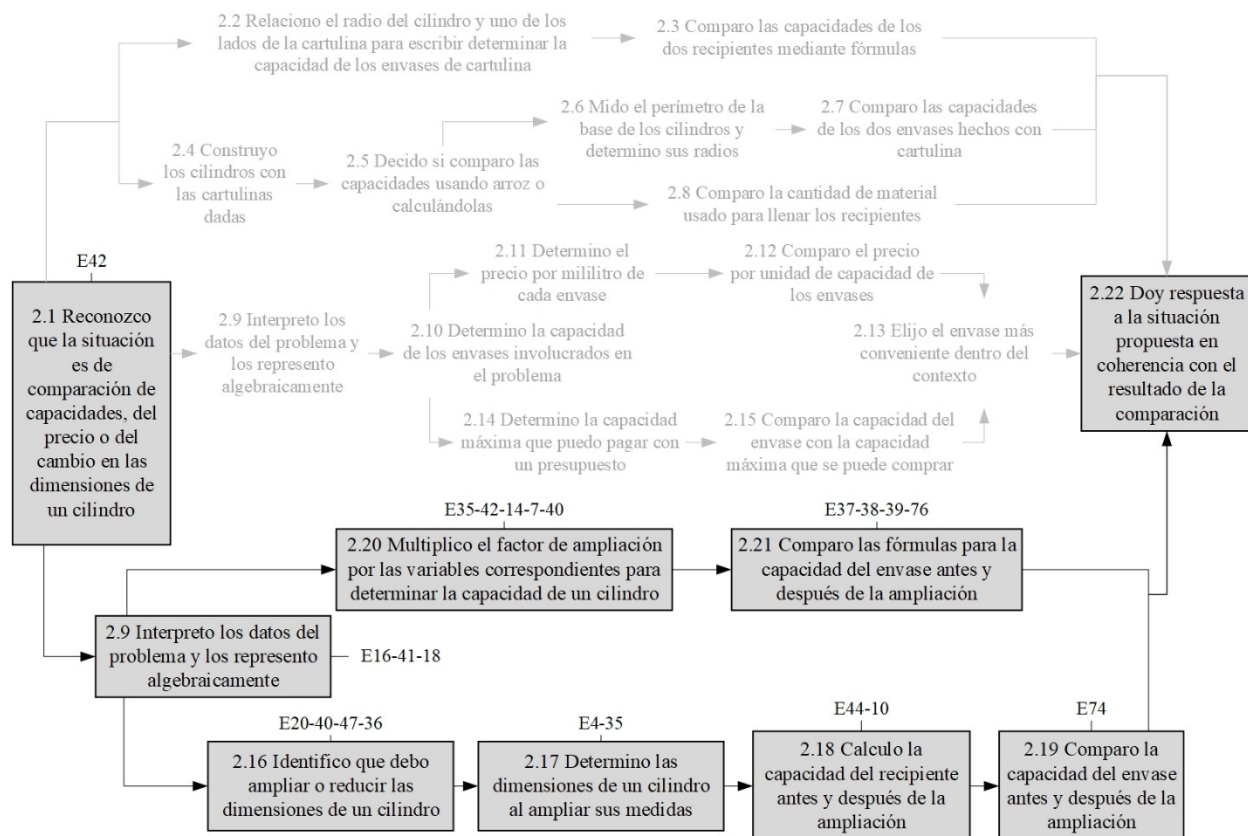 2.2 Relaciono el radio del cilindro y uno de los
lados de la cartulina para escribir determinar la
capacidad de los envases de cartulina
2.3 Comparo las capacidades de los
dos recipientes mediante fórmulas
2.4 Construyo
los cilindros con
las cartulinas
dadas
2.5 Decido si comparo las
capacidades usando arroz o
calculándolas
2.6 Mido el perímetro de la
base de los cilindros y
determino sus radios
2.7 Comparo las capacidades
de los dos envases hechos con
cartulina
2.8 Comparo la cantidad de material
usado para llenar los recipientes
E42
2.1 Reconozco
que la situación
es de
comparación de
capacidades, del
precio o del
cambio en las
dimensiones de
un cilindro
2.9 Interpreto los
datos del problema y
los represento
algebraicamente
2.11 Determino el
precio por mililitro de
cada envase
2.12 Comparo el precio
por unidad de capacidad de
los envases
2.10 Determino la capacidad
de los envases involucrados en
el problema
2.13 Elijo el envase más
conveniente dentro del
contexto
2.14 Determino la capacidad
máxima que puedo pagar con
un presupuesto
2.15 Comparo la capacidad del
envase con la capacidad
máxima que se puede comprar
2.22 Doy respuesta
a la situación
propuesta en
coherencia con el
resultado de la
comparación
E35-42-14-7-40
2.20 Multiplico el factor de ampliación
por las variables correspondientes para
determinar la capacidad de un cilindro
E37-38-39-76
2.21 Comparo las fórmulas para la
capacidad del envase antes y
después de la ampliación
2.9 Interpreto los datos del
problema y los represento
algebraicamente
E16-41-18
E20-40-47-36
2.16 Identifico que debo
ampliar o reducir las
dimensiones de un cilindro
E4-35
2.17 Determino las
dimensiones de un cilindro
al ampliar sus medidas
E44-10
2.18 Calculo la
capacidad del recipiente
antes y después de la
ampliación
E74
2.19 Comparo la
capacidad del envase
antes y después de la
ampliación